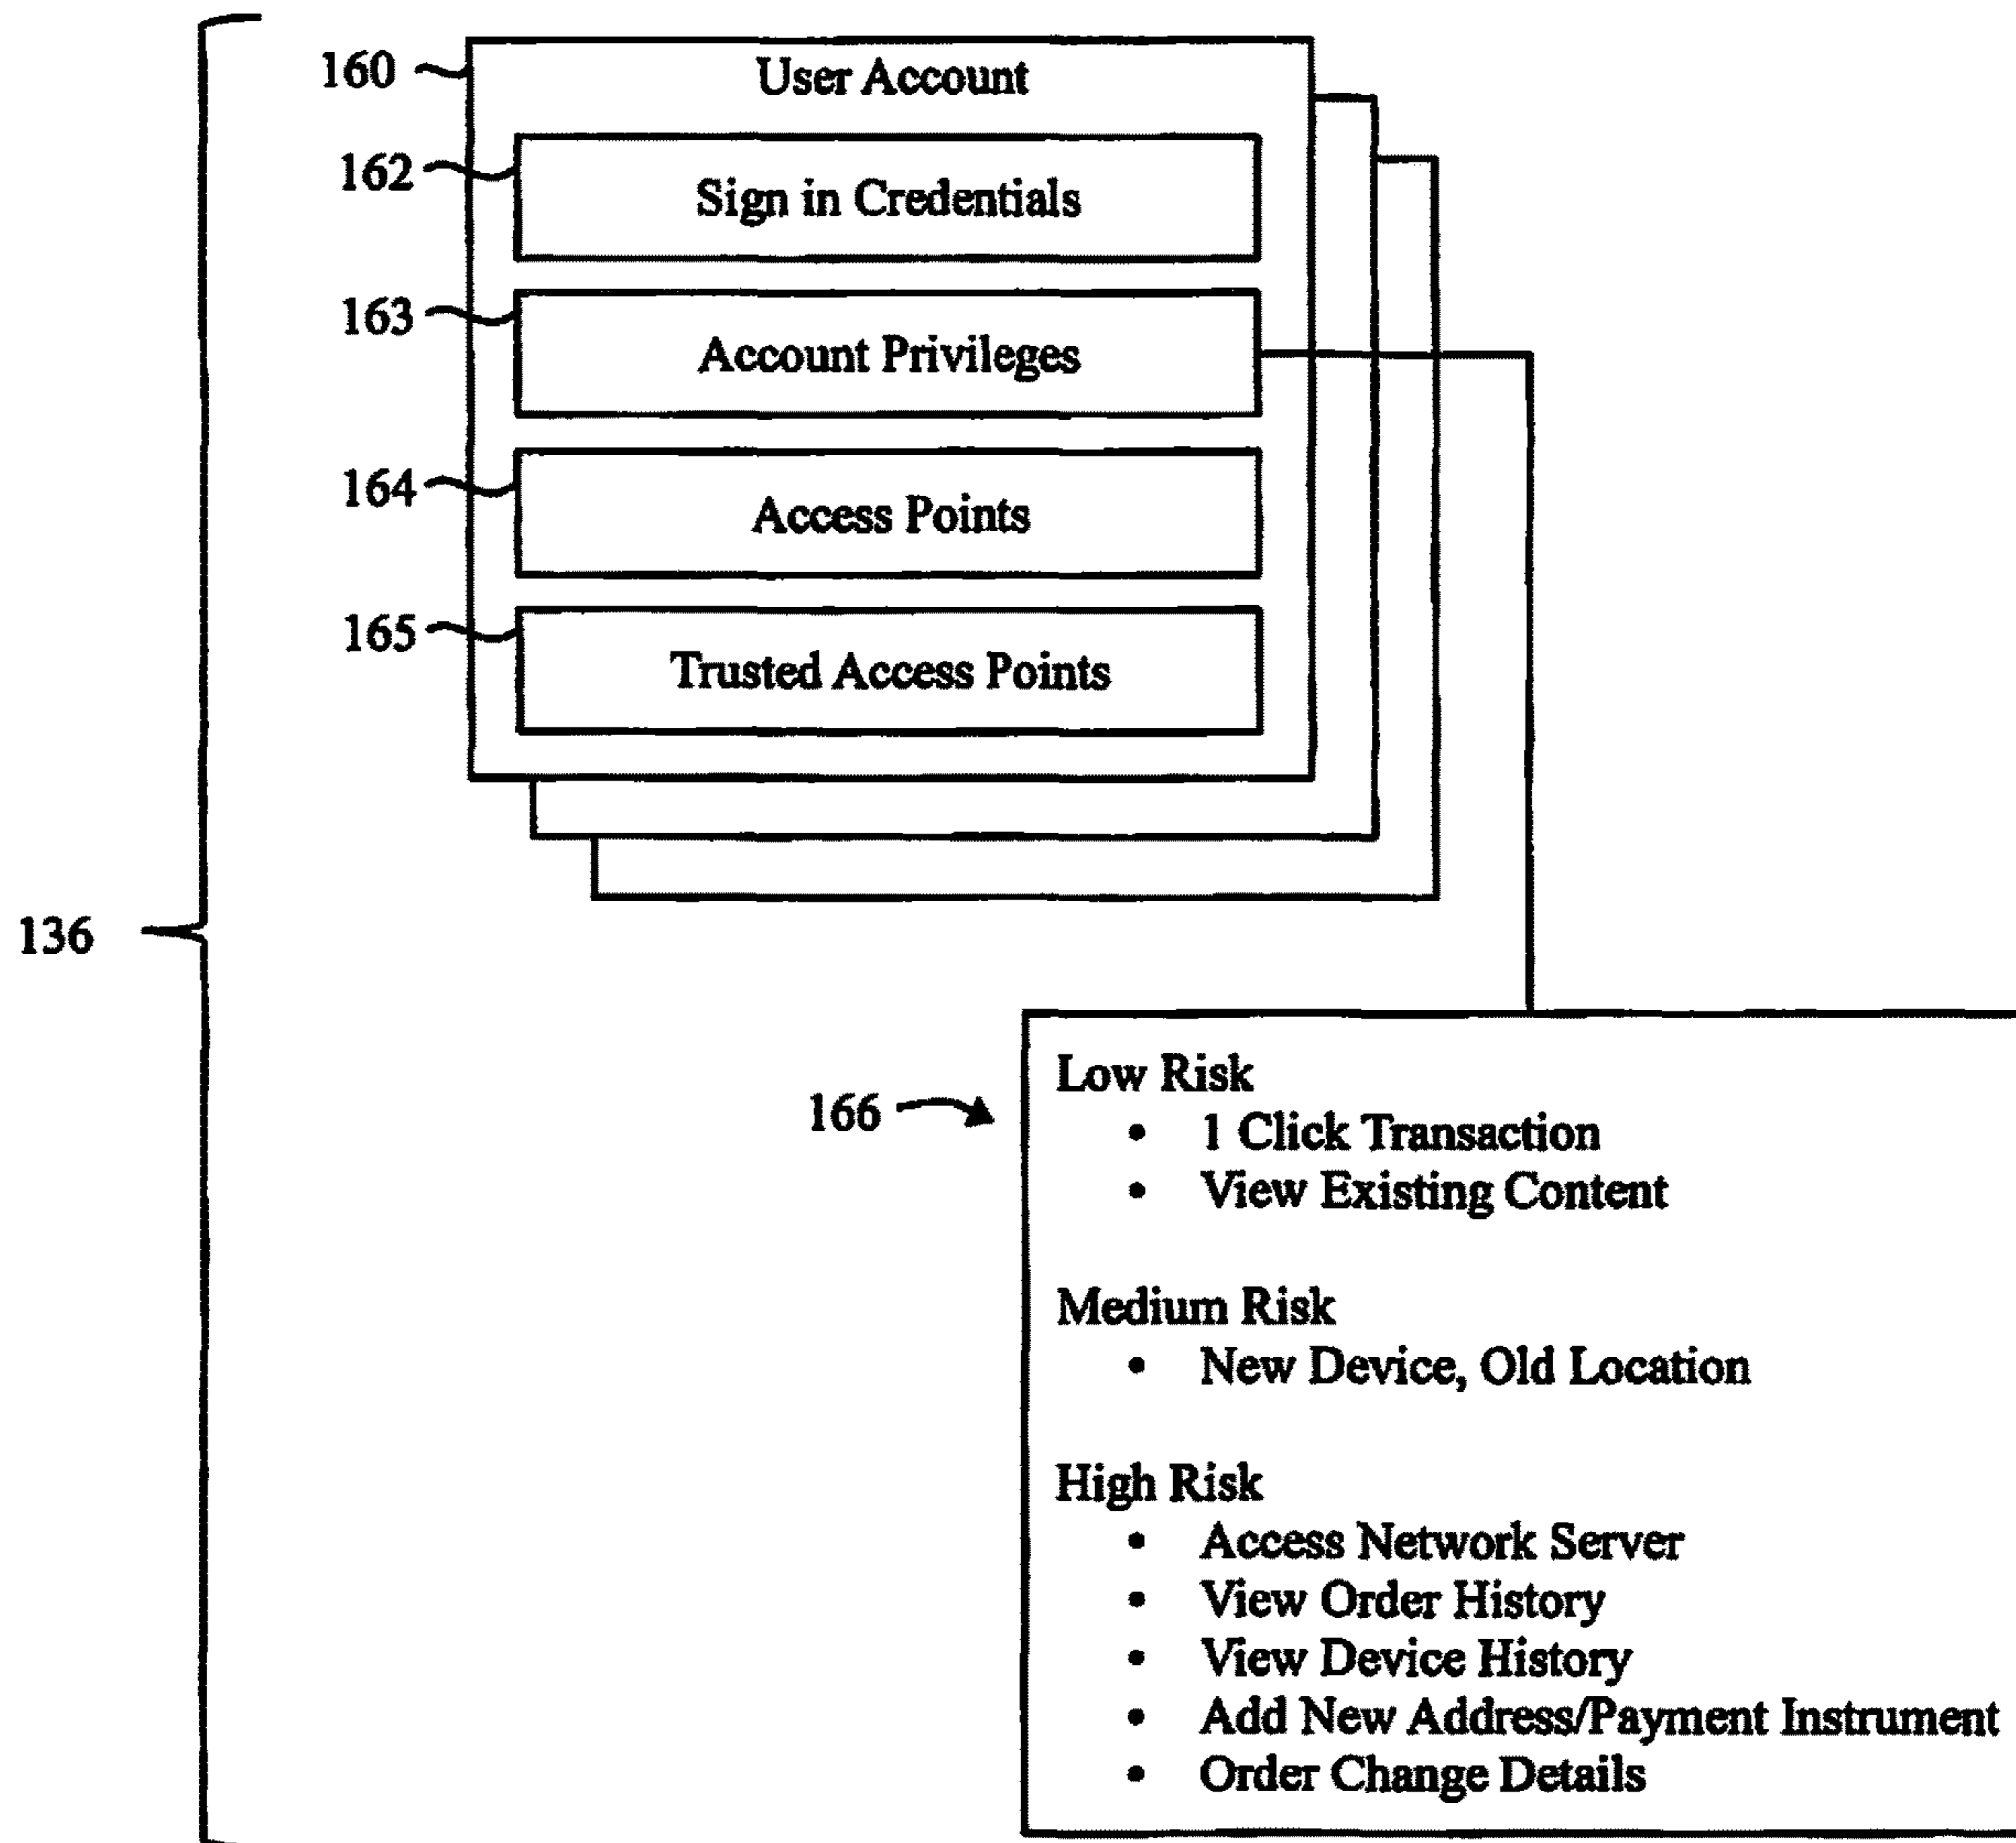 160
User Account
162
Sign in Credentials
163
Account Privileges
164
Access Points
165
Trusted Access Points
136
166
Low Risk
• 1 Click Transaction
• View Existing Content
Medium Risk
• New Device, Old Location
High Risk
• Access Network Server
• View Order History
• View Device History
• Add New Address/Payment Instrument
• Order Change Details